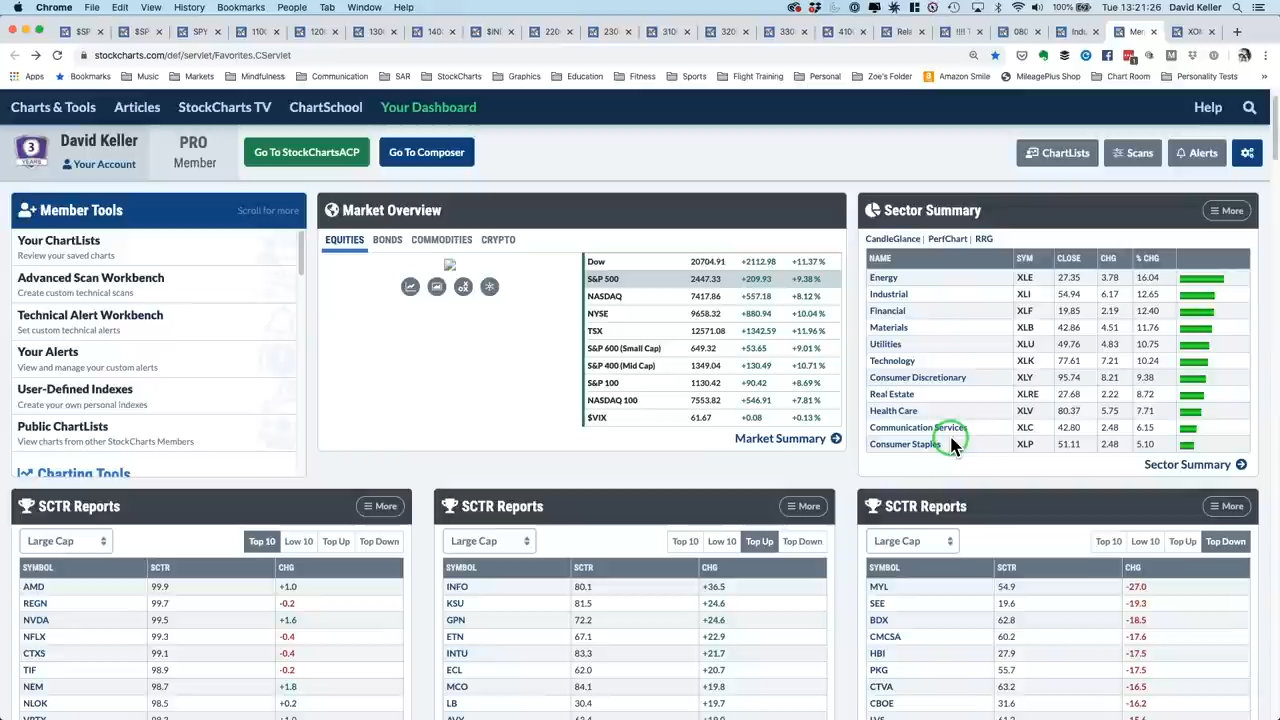 Chrome File Edit View History Bookmarks People Tab Window Help 100% Tue 13:21:26 David Keller
$SP $SP SPY 110( 120( 130( 140( $INI 220 230 310 320 330 410( Reli !!!! 1 080 Indu Mer XOI
stockcharts.com/def/servlet/Favorites.CServlet
Apps Bookmarks Music Markets Mindfulness Communication SAR StockCharts Graphics Education Fitness Sports Flight Training Personal Zoe's Folder Amazon Smile MileagePlus Shop Chart Room Personality Tests »
Charts & Tools Articles StockCharts TV ChartSchool Your Dashboard Help
3 YEARS David Keller Your Account PRO Member Go To StockChartsACP Go To Composer ChartLists Scans Alerts
Member Tools Scroll for more
Your ChartLists
Review your saved charts
Advanced Scan Workbench
Create custom technical scans
Technical Alert Workbench
Set custom technical alerts
Your Alerts
View and manage your custom alerts
User-Defined Indexes
Create your own personal indexes
Public ChartLists
View charts from other StockCharts Members
Charting Tools
Market Overview
EQUITIES BONDS COMMODITIES CRYPTO
Dow 20704.91 +2112.98 +11.37 %
S&P 500 2447.33 +209.93 +9.38 %
NASDAQ 7417.86 +557.18 +8.12 %
NYSE 9658.32 +880.94 +10.04 %
TSX 12571.08 +1342.59 +11.96 %
S&P 600 (Small Cap) 649.32 +53.65 +9.01 %
S&P 400 (Mid Cap) 1349.04 +130.49 +10.71 %
S&P 100 1130.42 +90.42 +8.69 %
NASDAQ 100 7553.82 +546.91 +7.81 %
$VIX 61.67 +0.08 +0.13 %
Market Summary
Sector Summary More
CandleGlance | PerfChart | RRG
NAME SYM CLOSE CHG % CHG
Energy XLE 27.35 3.78 16.04
Industrial XLI 54.94 6.17 12.65
Financial XLF 19.85 2.19 12.40
Materials XLB 42.86 4.51 11.76
Utilities XLU 49.76 4.83 10.75
Technology XLK 77.61 7.21 10.24
Consumer Discretionary XLY 95.74 8.21 9.38
Real Estate XLRE 27.68 2.22 8.72
Health Care XLV 80.37 5.75 7.71
Communication Services XLC 42.80 2.48 6.15
Consumer Staples XLP 51.11 2.48 5.10
Sector Summary
SCTR Reports More
Large Cap Top 10 Low 10 Top Up Top Down
SYMBOL SCTR CHG
AMD 99.9 +1.0
REGN 99.7 -0.2
NVDA 99.5 +1.6
NFLX 99.3 -0.4
CTXS 99.1 -0.4
TIF 98.9 -0.2
NEM 98.7 +1.8
NLOK 98.5 +0.2
SCTR Reports More
Large Cap Top 10 Low 10 Top Up Top Down
SYMBOL SCTR CHG
INFO 80.1 +36.5
KSU 81.5 +24.6
GPN 72.2 +24.6
ETN 67.1 +22.9
INTU 83.3 +21.7
ECL 62.0 +20.7
MCO 84.1 +19.8
LB 30.4 +19.7
SCTR Reports More
Large Cap Top 10 Low 10 Top Up Top Down
SYMBOL SCTR CHG
MYL 54.9 -27.0
SEE 19.6 -19.3
BDX 62.8 -18.5
CMCSA 60.2 -17.6
HBI 27.9 -17.5
PKG 55.7 -17.5
CTVA 63.2 -16.5
CBOE 31.6 -16.2